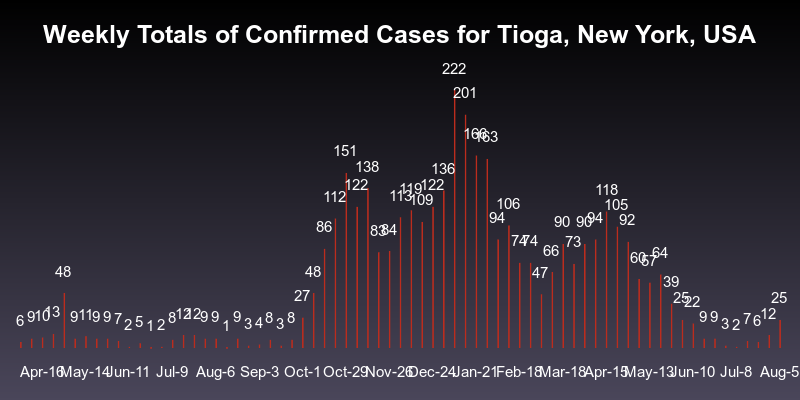 Weekly Totals of Confirmed Cases for Tioga, New York, USA
6 9 10 13 48 9 11 9 9 7 2 5 1 2 8 12 12 9 9 1 9 3 4 8 3 8 27 48 86 112 151 122 138 83 84 113 119 109 122 136 222 201 166 163 94 106 74 74 47 66 90 73 90 94 118 105 92 60 57 64 39 25 22 9 9 3 2 7 6 12 25
Apr-16 May-14 Jun-11 Jul-9 Aug-6 Sep-3 Oct-1 Oct-29 Nov-26 Dec-24 Jan-21 Feb-18 Mar-18 Apr-15 May-13 Jun-10 Jul-8 Aug-5